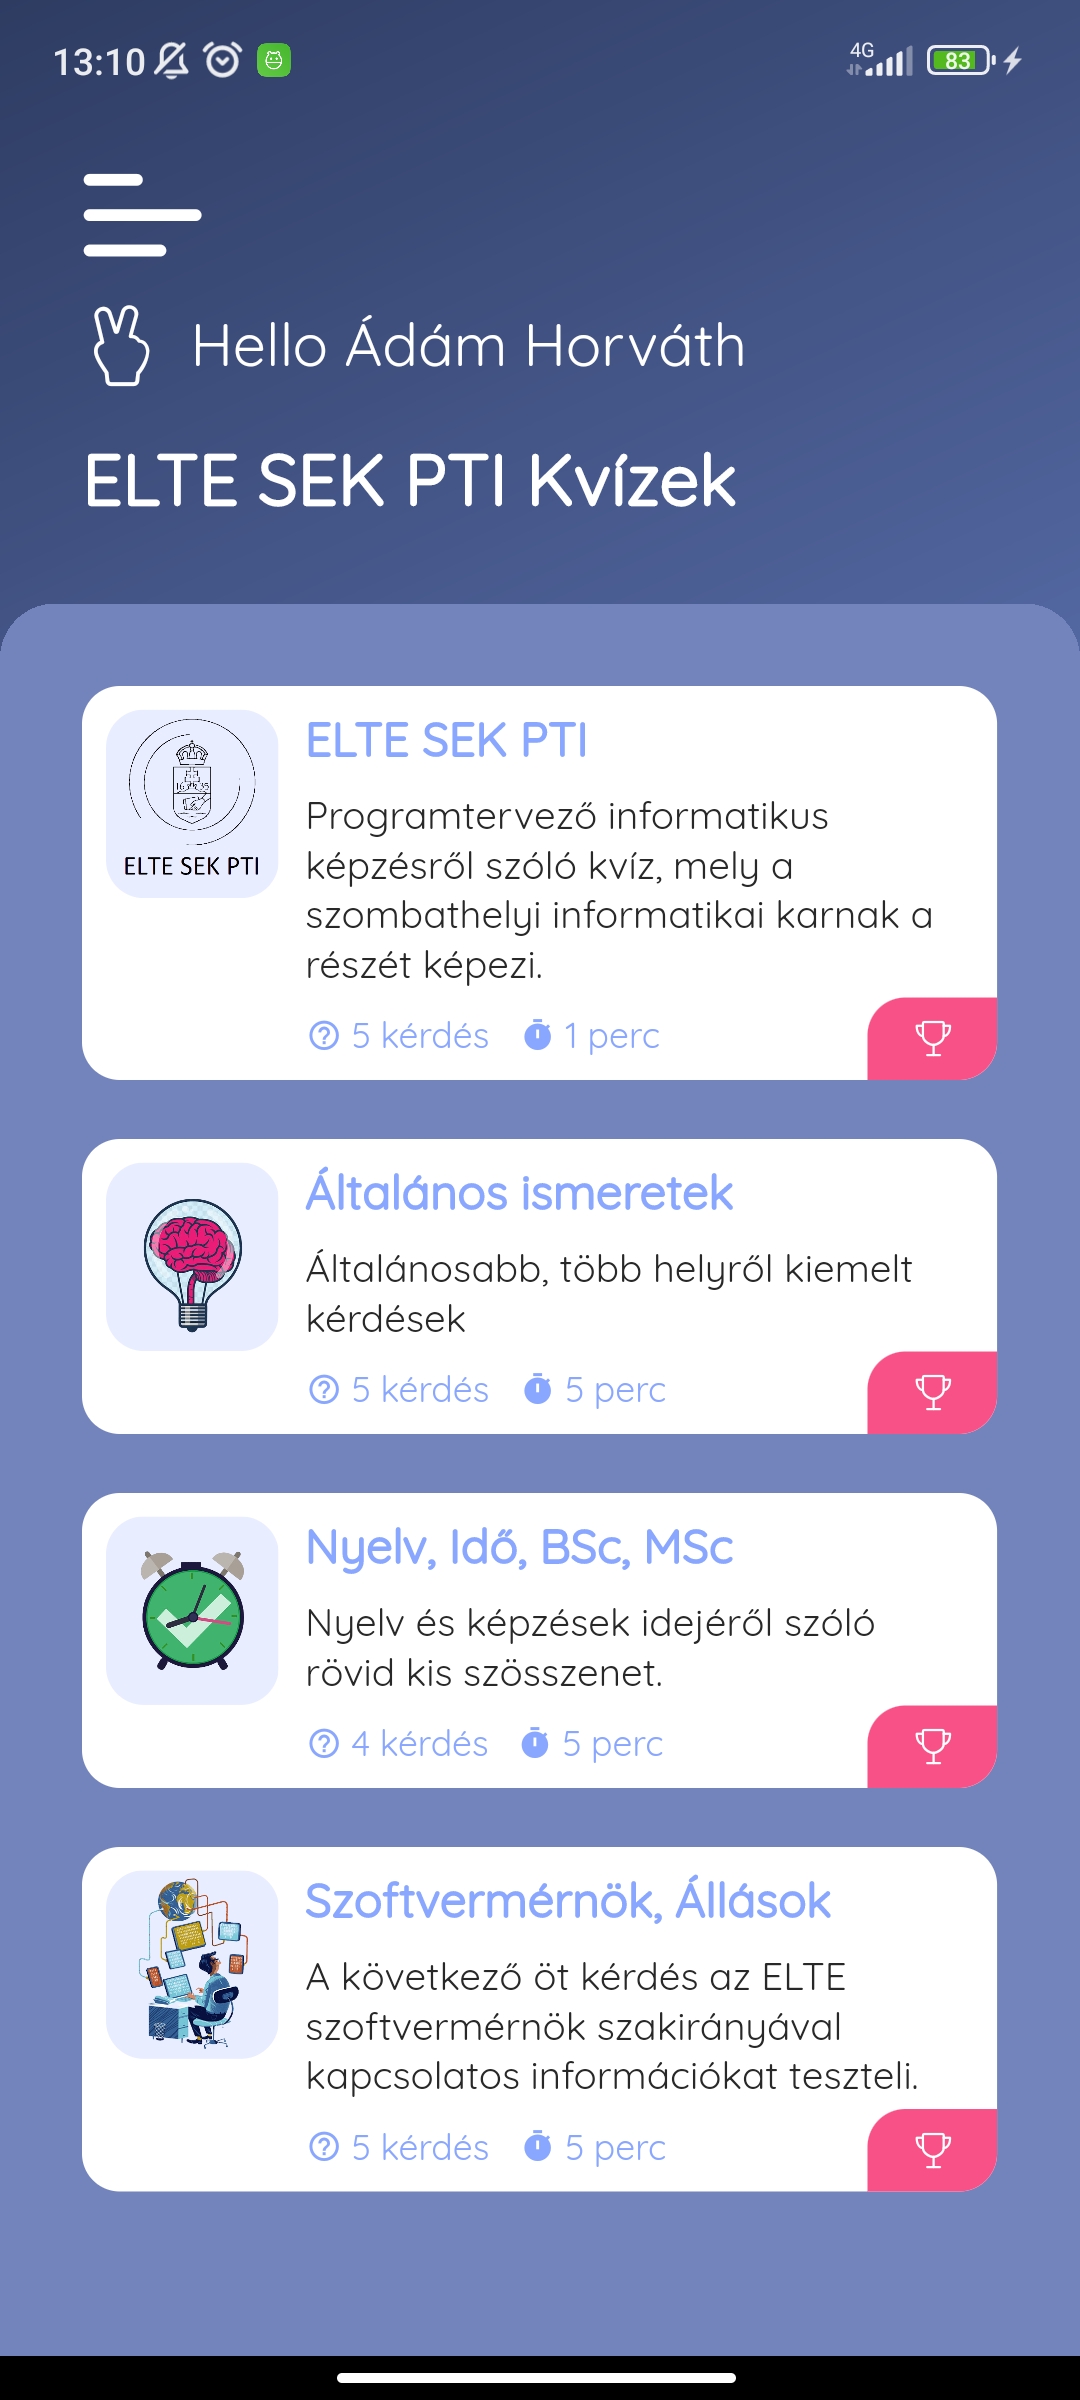 13:10
4G
83
Hello Ádám Horváth
ELTE SEK PTI Kvízek
ELTE SEK PTI
ELTE SEK PTI
Programtervező informatikus
képzésről szóló kvíz, mely a
szombathelyi informatikai karnak a
részét képezi.
5 kérdés 1 perc
Általános ismeretek
Általánosabb, több helyről kiemelt
kérdések
5 kérdés 5 perc
Nyelv, Idő, BSc, MSc
Nyelv és képzések idejéről szóló
rövid kis szösszenet.
4 kérdés 5 perc
Szoftvermérnök, Állások
A következő öt kérdés az ELTE
szoftvermérnök szakirányával
kapcsolatos információkat teszteli.
5 kérdés 5 perc